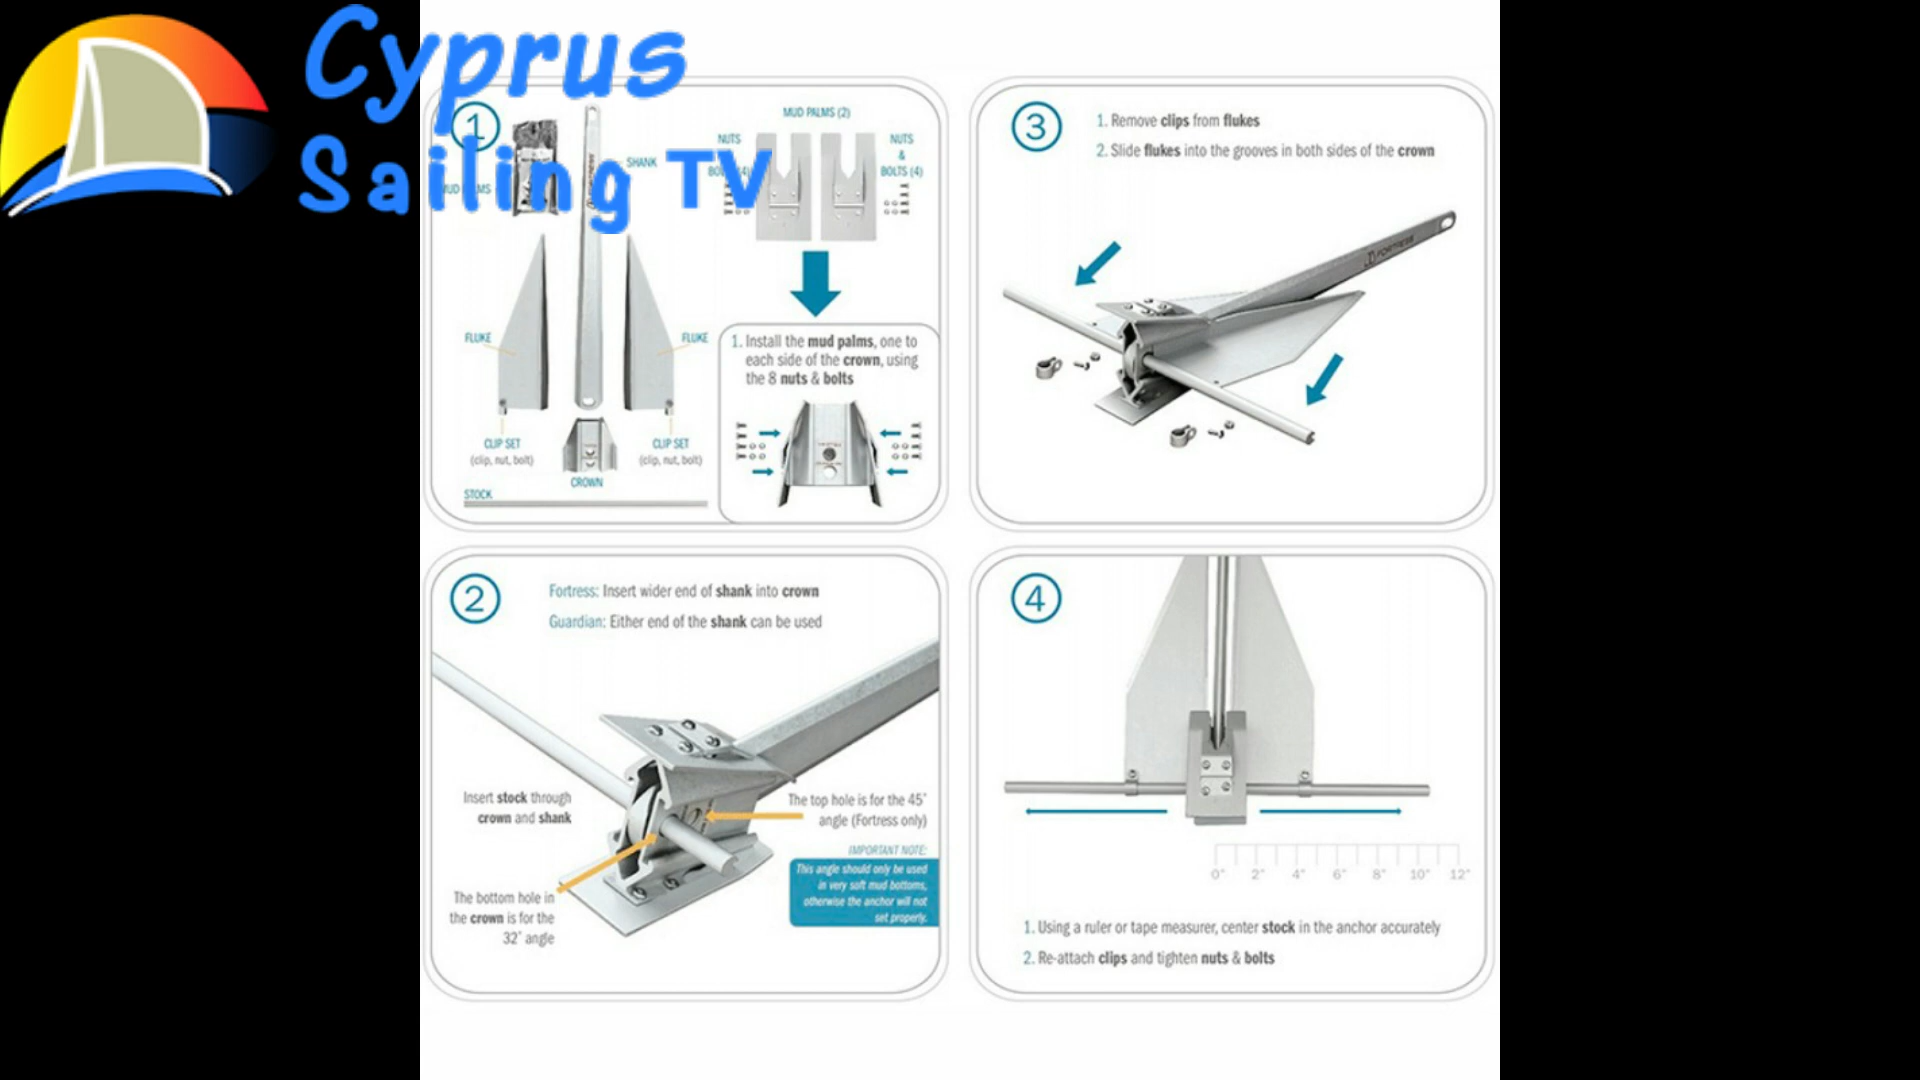 Cyprus
Sailing TV
1
SHANK
MUD PALMS (2)
NUTS
NUTS
&
BOLTS (4)
FLUKE
FLUKE
CLIP SET
(clip, nut, bolt)
CLIP SET
(clip, nut, bolt)
CROWN
STOCK
1. Install the mud palms, one to
each side of the crown, using
the 8 nuts & bolts
3
1. Remove clips from flukes
2. Slide flukes into the grooves in both sides of the crown
FORTRESS
2
Fortress: Insert wider end of shank into crown
Guardian: Either end of the shank can be used
Insert stock through
crown and shank
The top hole is for the 45°
angle (Fortress only)
IMPORTANT NOTE:
This angle should only be used
in very soft mud bottoms,
otherwise the anchor will not
set properly.
The bottom hole in
the crown is for the
32° angle
4
0" 2" 4" 6" 8" 10" 12"
1. Using a ruler or tape measurer, center stock in the anchor accurately
2. Re-attach clips and tighten nuts & bolts